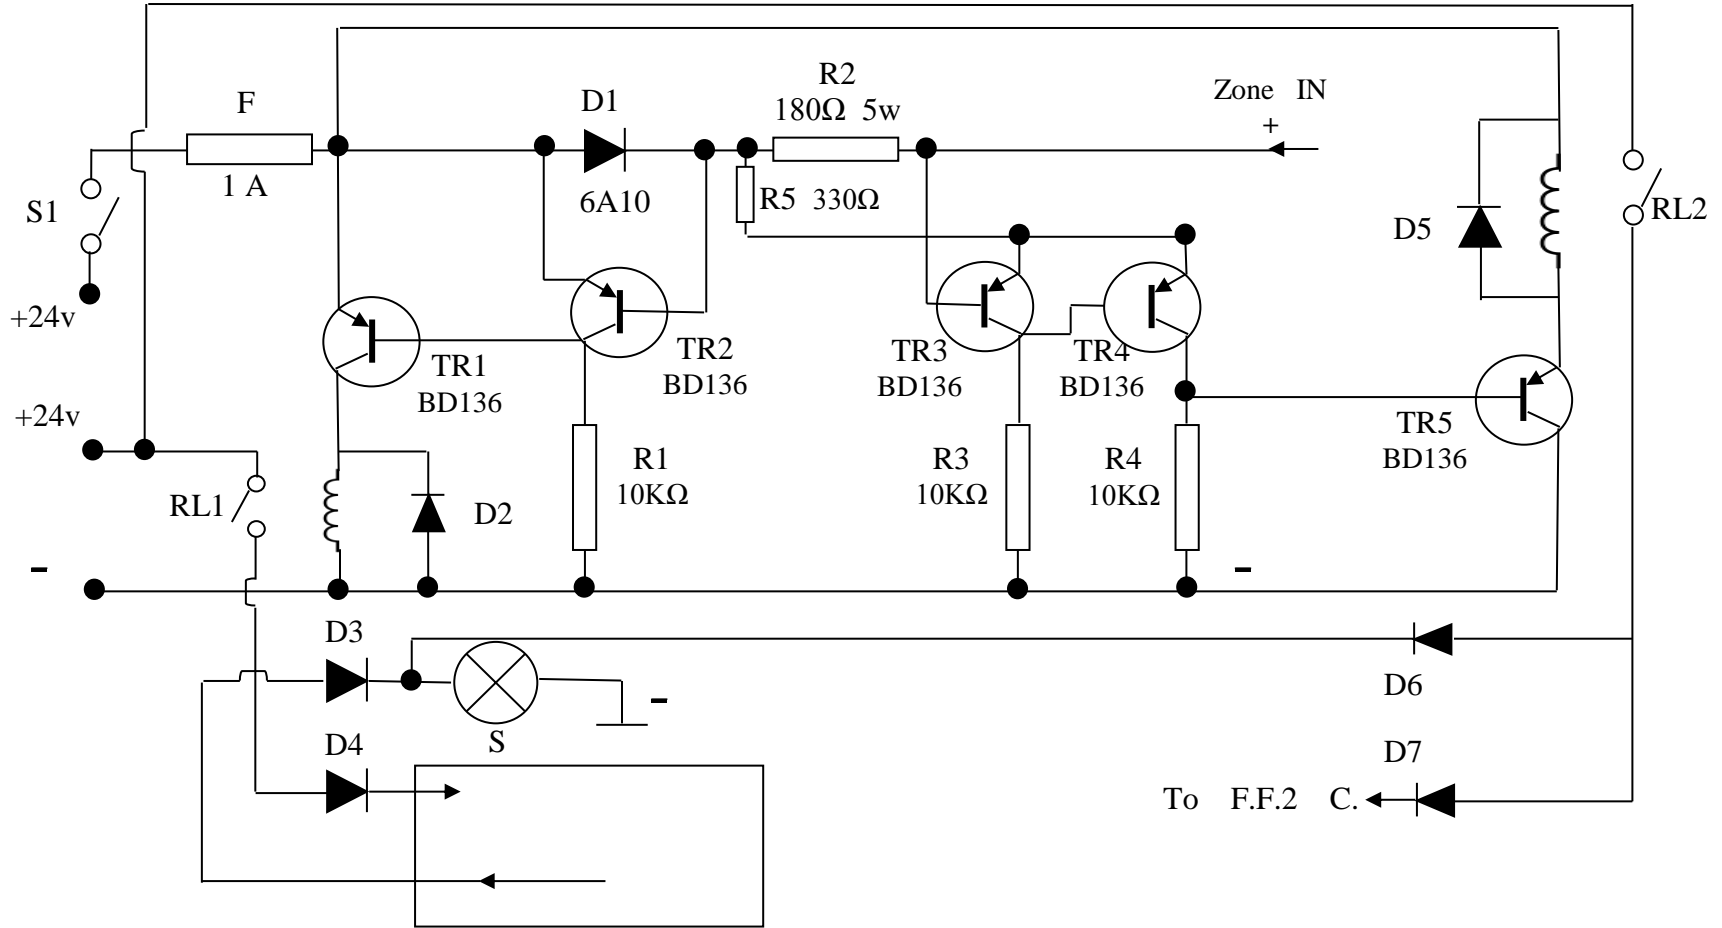 F
1 A
S1
+24v
+24v
RL1
-
D1
6A10
R2
180Ω 5w
R5 330Ω
Zone IN
+
D5
RL2
TR1
BD136
TR2
BD136
TR3
BD136
TR4
BD136
TR5
BD136
D2
R1
10KΩ
R3
10KΩ
R4
10KΩ
-
D3
-
S
D4
D6
D7
To F.F.2 C.